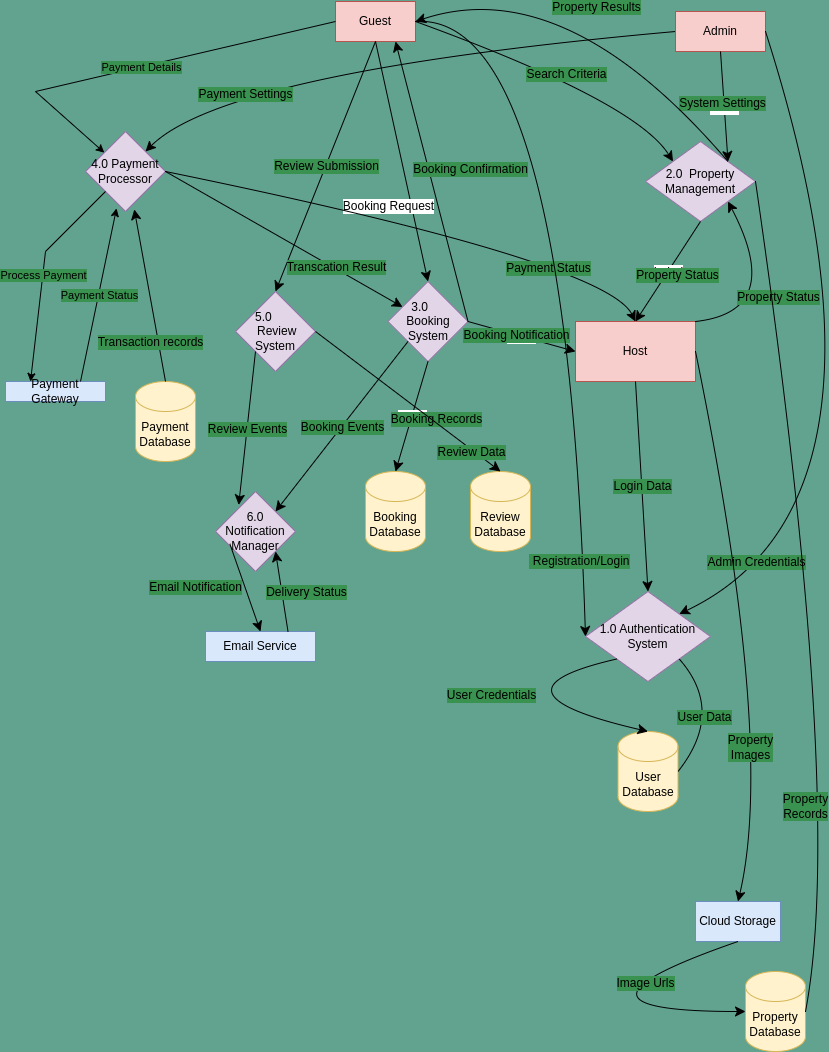 Property Results
Guest
Admin
Payment Details
Search Criteria
Payment Settings
System Settings
4.0 Payment
Processor
Review Submission
Booking Confirmation
2.0  Property
Management
Booking Request
Process Payment
Payment Status
Transcation Result
Payment Status
Property Status
Property Status
5.0
Review
System
3.0
Booking
System
Transaction records
Booking Notification
Host
Payment
Gateway
Payment
Database
Review Events
Booking Events
Booking Records
Review Data
Login Data
6.0
Notification
Manager
Booking
Database
Review
Database
Email Notification
Delivery Status
Registration/Login
Admin Credentials
Email Service
1.0 Authentication
System
User Credentials
User Data
Property
Images
User
Database
Property
Records
Cloud Storage
Image Urls
Property
Database